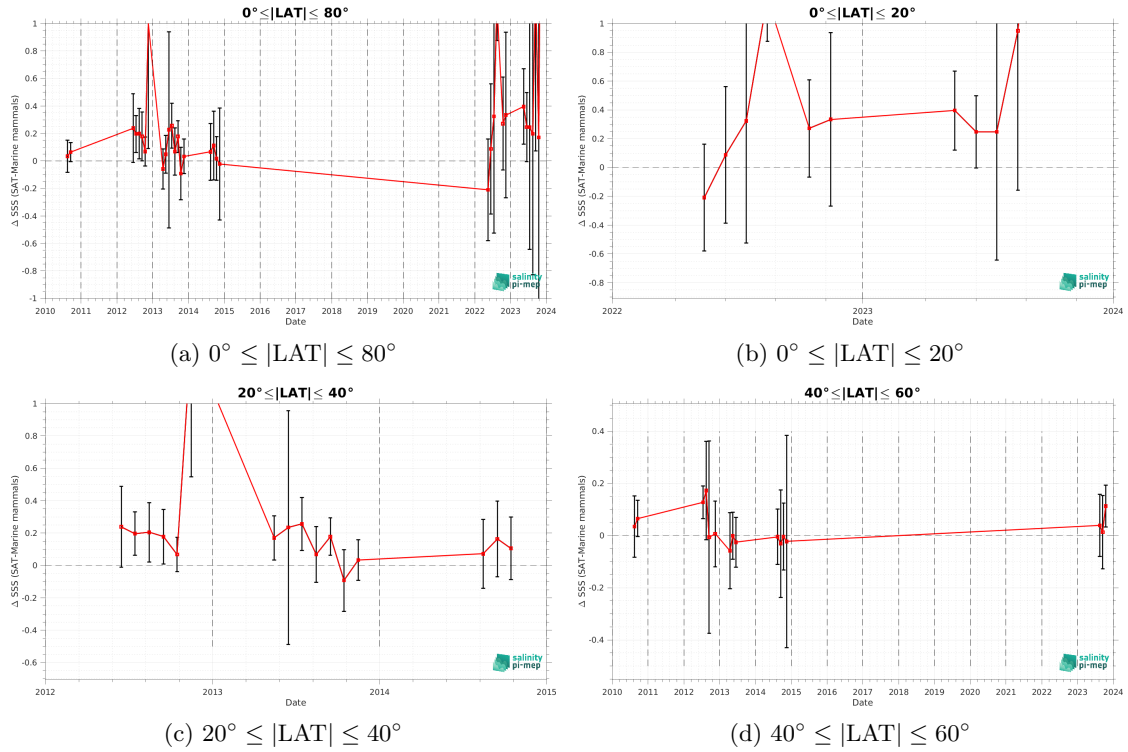 0°≤|LAT|≤ 80°
Δ SSS (SAT-Marine mammals)
1
0.8
0.6
0.4
0.2
0
-0.2
-0.4
-0.6
-0.8
-1
2010 2011 2012 2013 2014 2015 2016 2017 2018 2019 2020 2021 2022 2023 2024
Date
salinity
pi-mep
(a) 0° ≤ |LAT| ≤ 80°
0°≤|LAT|≤ 20°
Δ SSS (SAT-Marine mammals)
1
0.8
0.6
0.4
0.2
0
-0.2
-0.4
-0.6
-0.8
2022 2023 2024
Date
salinity
pi-mep
(b) 0° ≤ |LAT| ≤ 20°
20°≤|LAT|≤ 40°
Δ SSS (SAT-Marine mammals)
1
0.8
0.6
0.4
0.2
0
-0.2
-0.4
-0.6
2012 2013 2014 2015
Date
salinity
pi-mep
(c) 20° ≤ |LAT| ≤ 40°
40°≤|LAT|≤ 60°
Δ SSS (SAT-Marine mammals)
0.4
0.2
0
-0.2
-0.4
2010 2011 2012 2013 2014 2015 2016 2017 2018 2019 2020 2021 2022 2023 2024
Date
salinity
pi-mep
(d) 40° ≤ |LAT| ≤ 60°